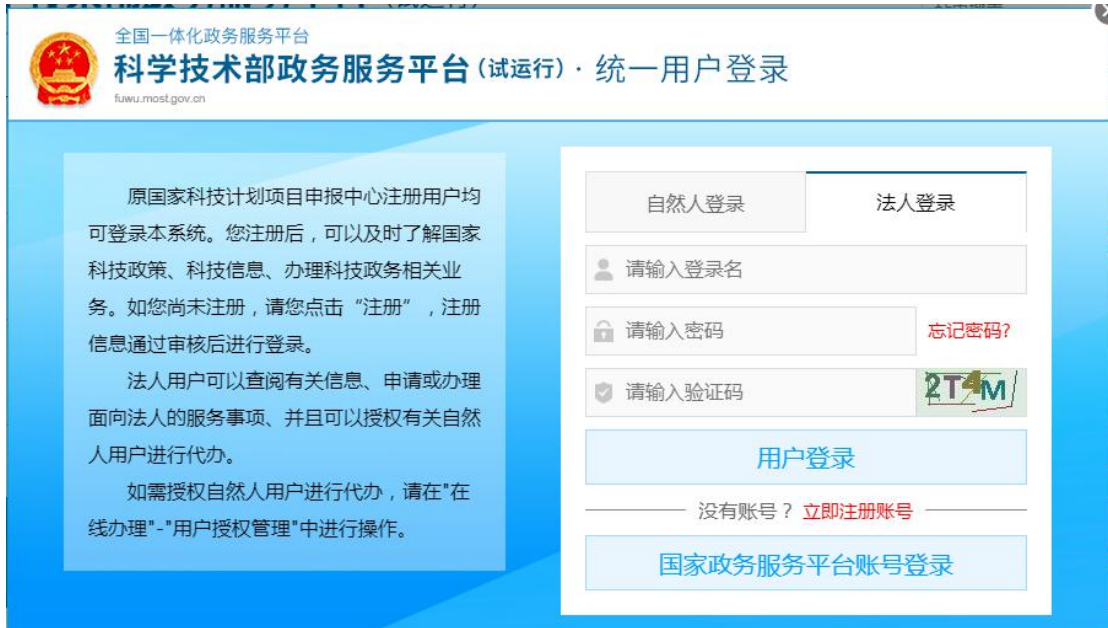 全国一体化政务服务平台
科学技术部政务服务平台(试运行)·统一用户登录
fuwu.most.gov.cn
原国家科技计划项目申报中心注册用户均
可登录本系统。您注册后，可以及时了解国家
科技政策、科技信息、办理科技政务相关业
务。如您尚未注册，请您点击“注册”，注册
信息通过审核后进行登录。
法人用户可以查阅有关信息、申请或办理
面向法人的服务事项、并且可以授权有关自然
人用户进行代办。
如需授权自然人用户进行代办，请在"在
线办理"-"用户授权管理"中进行操作。
自然人登录 法人登录
请输入登录名
请输入密码 忘记密码?
请输入验证码 2T4M
用户登录
没有账号？立即注册账号
国家政务服务平台账号登录